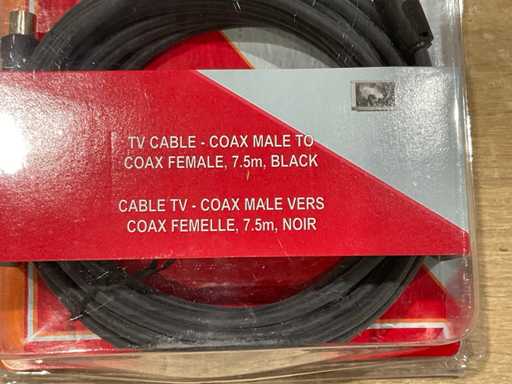 TV CABLE - COAX MALE TO
COAX FEMALE, 7.5m, BLACK
CABLE TV - COAX MALE VERS
COAX FEMELLE, 7.5m, NOIR